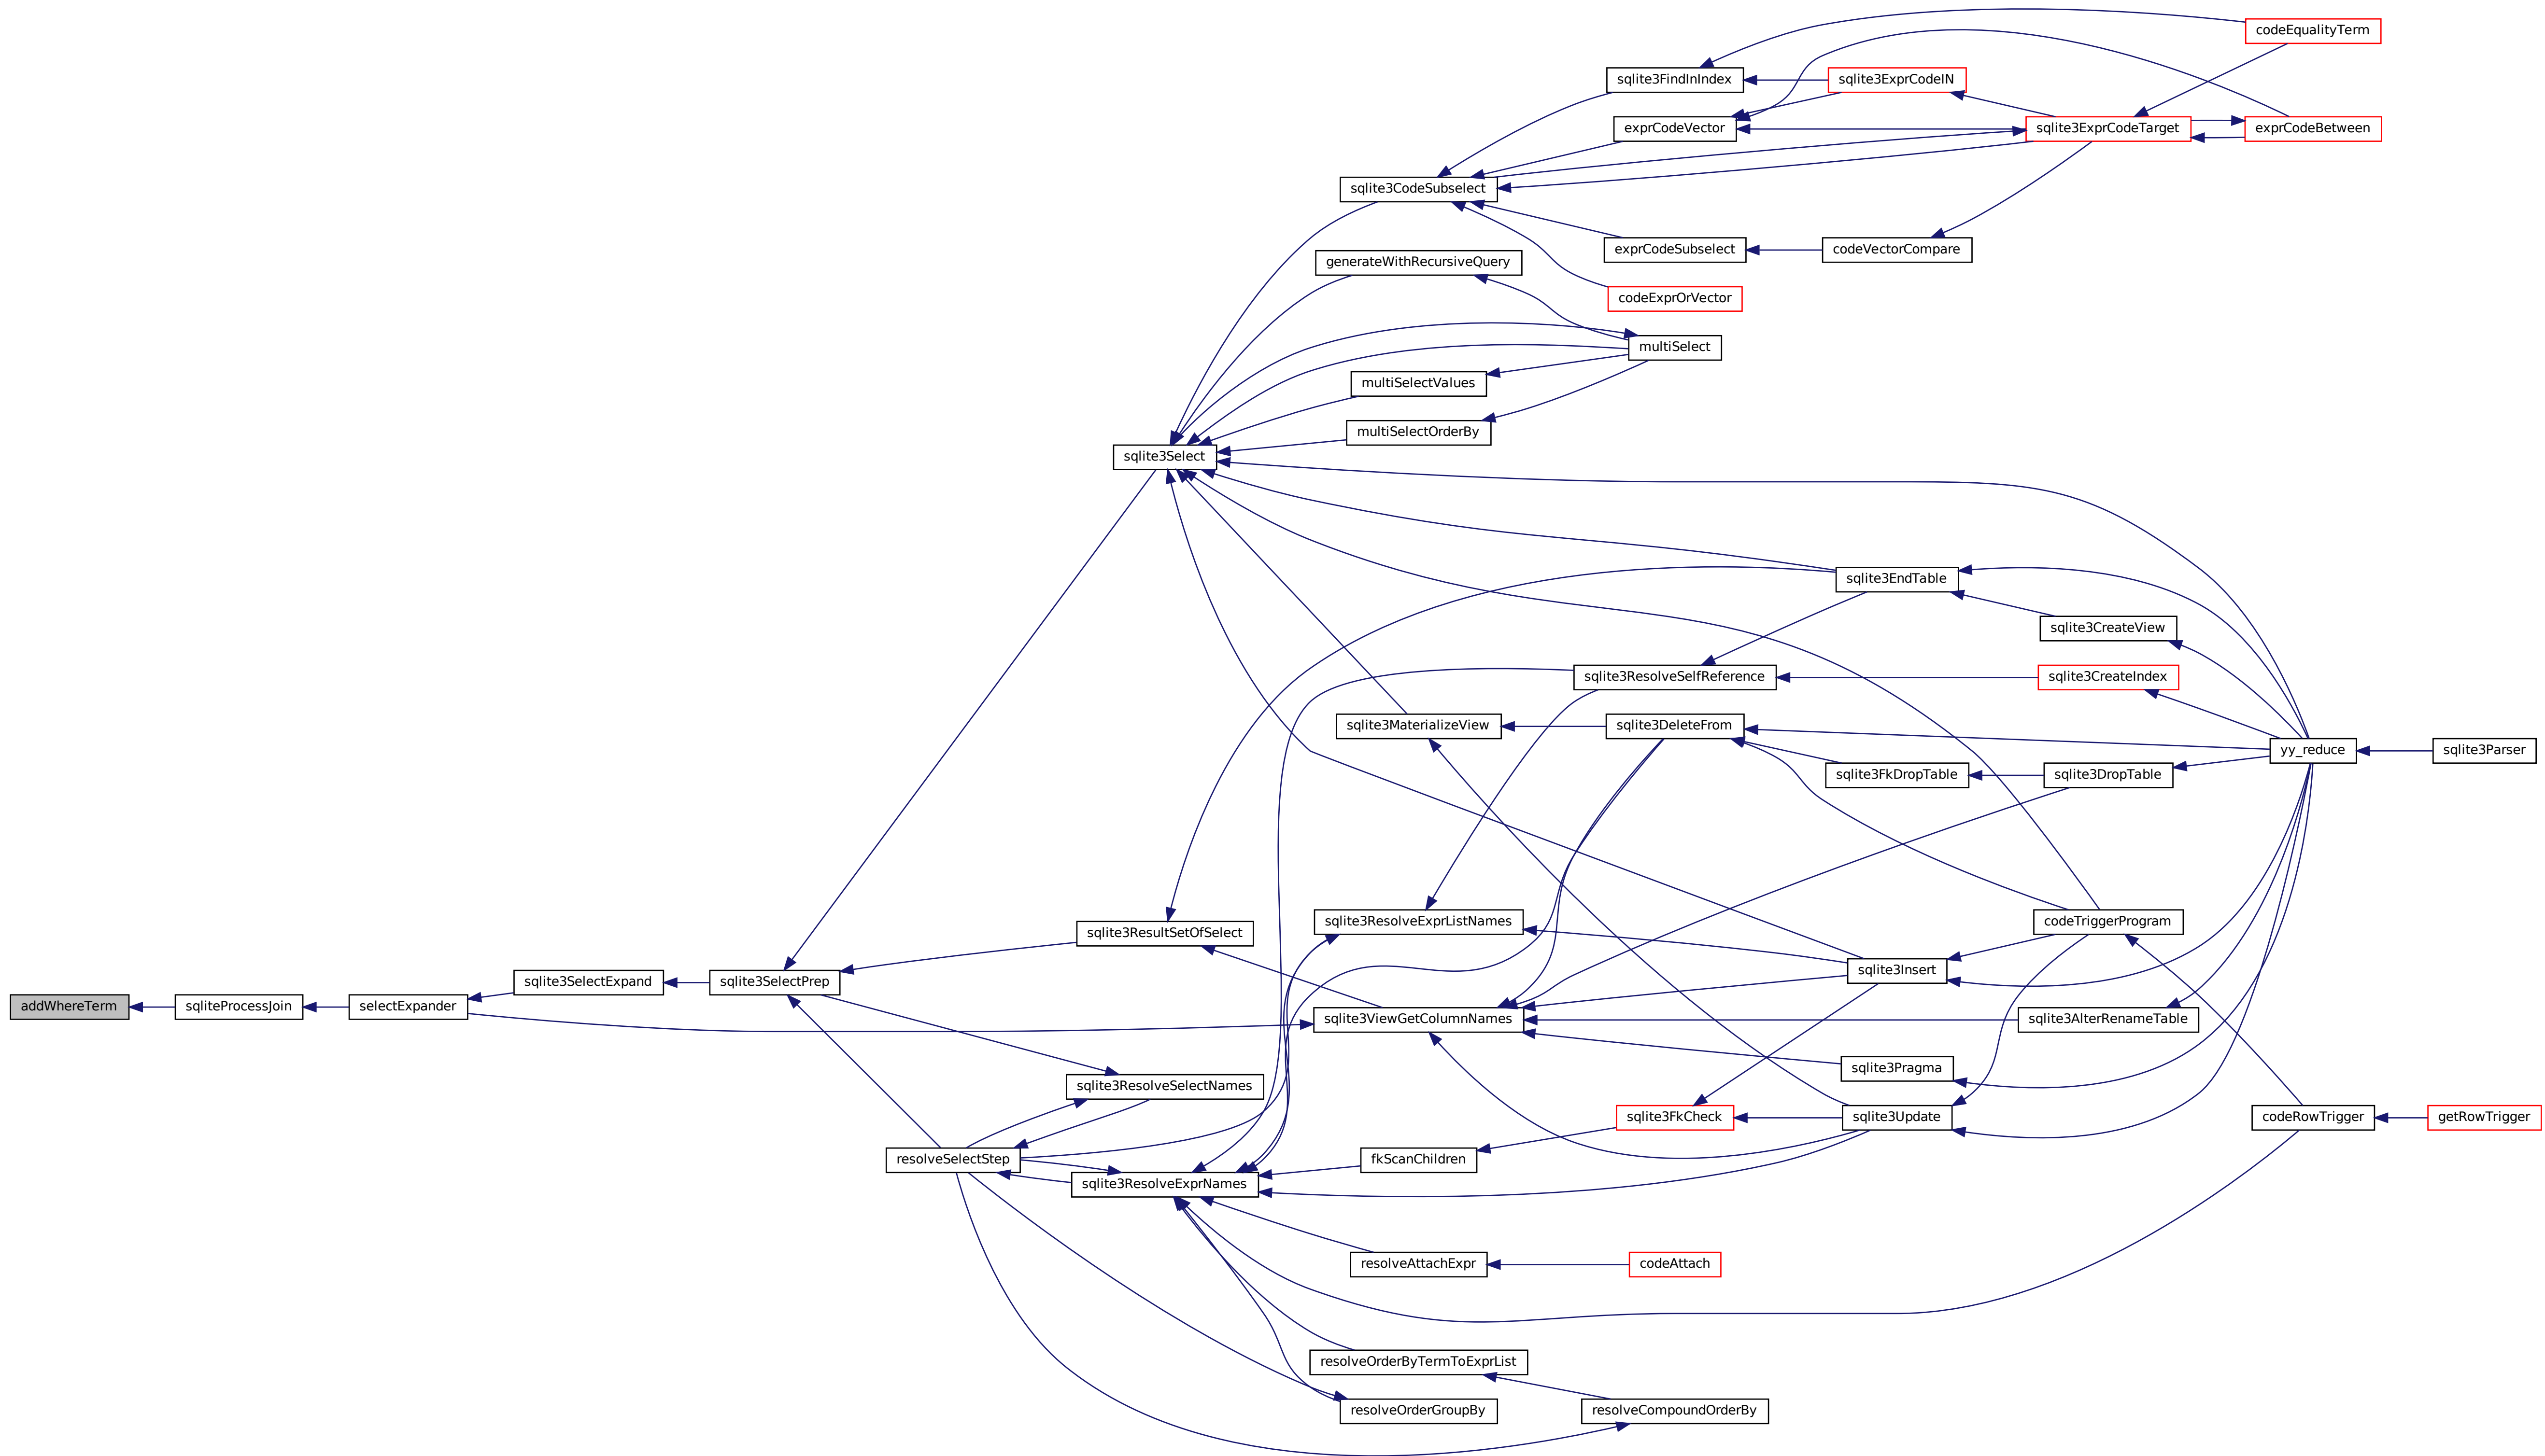 codeEqualityTerm
sqlite3FindInIndex
sqlite3ExprCodeIN
exprCodeVector
sqlite3ExprCodeTarget
exprCodeBetween
sqlite3CodeSubselect
exprCodeSubselect
codeVectorCompare
generateWithRecursiveQuery
codeExprOrVector
multiSelect
multiSelectValues
multiSelectOrderBy
sqlite3Select
sqlite3EndTable
sqlite3CreateView
sqlite3ResolveSelfReference
sqlite3CreateIndex
sqlite3MaterializeView
sqlite3DeleteFrom
yy_reduce
sqlite3Parser
sqlite3FkDropTable
sqlite3DropTable
sqlite3ResolveExprListNames
codeTriggerProgram
sqlite3ResultSetOfSelect
sqlite3Insert
sqlite3SelectExpand
sqlite3SelectPrep
addWhereTerm
sqliteProcessJoin
selectExpander
sqlite3ViewGetColumnNames
sqlite3AlterRenameTable
sqlite3Pragma
sqlite3ResolveSelectNames
sqlite3FkCheck
sqlite3Update
codeRowTrigger
getRowTrigger
resolveSelectStep
fkScanChildren
sqlite3ResolveExprNames
resolveAttachExpr
codeAttach
resolveOrderByTermToExprList
resolveOrderGroupBy
resolveCompoundOrderBy